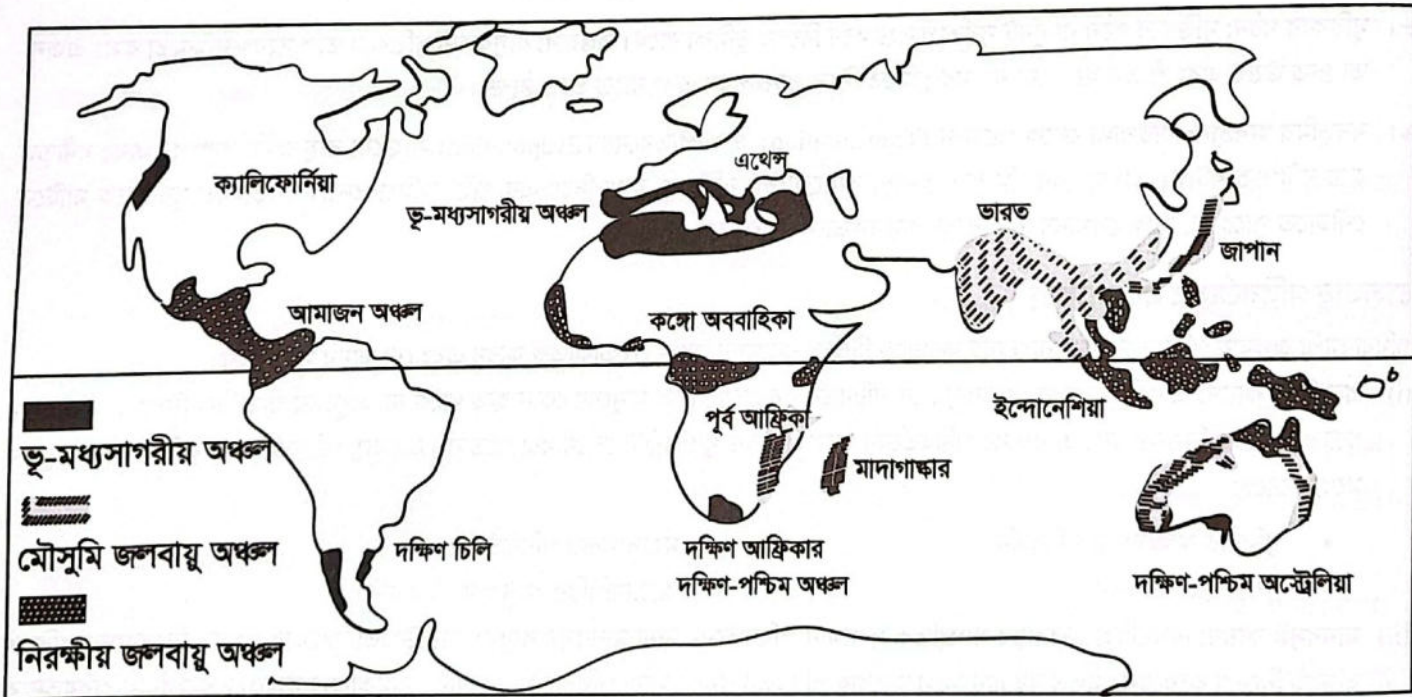 এথেন্স
ক্যালিফোর্নিয়া
ভূ-মধ্যসাগরীয় অঞ্চল
ভারত
জাপান
আমাজন অঞ্চল
কঙ্গো অববাহিকা
ইন্দোনেশিয়া
পূর্ব আফ্রিকা
মাদাগাস্কার
ভূ-মধ্যসাগরীয় অঞ্চল
মৌসুমি জলবায়ু অঞ্চল
নিরক্ষীয় জলবায়ু অঞ্চল
দক্ষিণ চিলি
দক্ষিণ আফ্রিকার
দক্ষিণ-পশ্চিম অঞ্চল
দক্ষিণ-পশ্চিম অস্ট্রেলিয়া